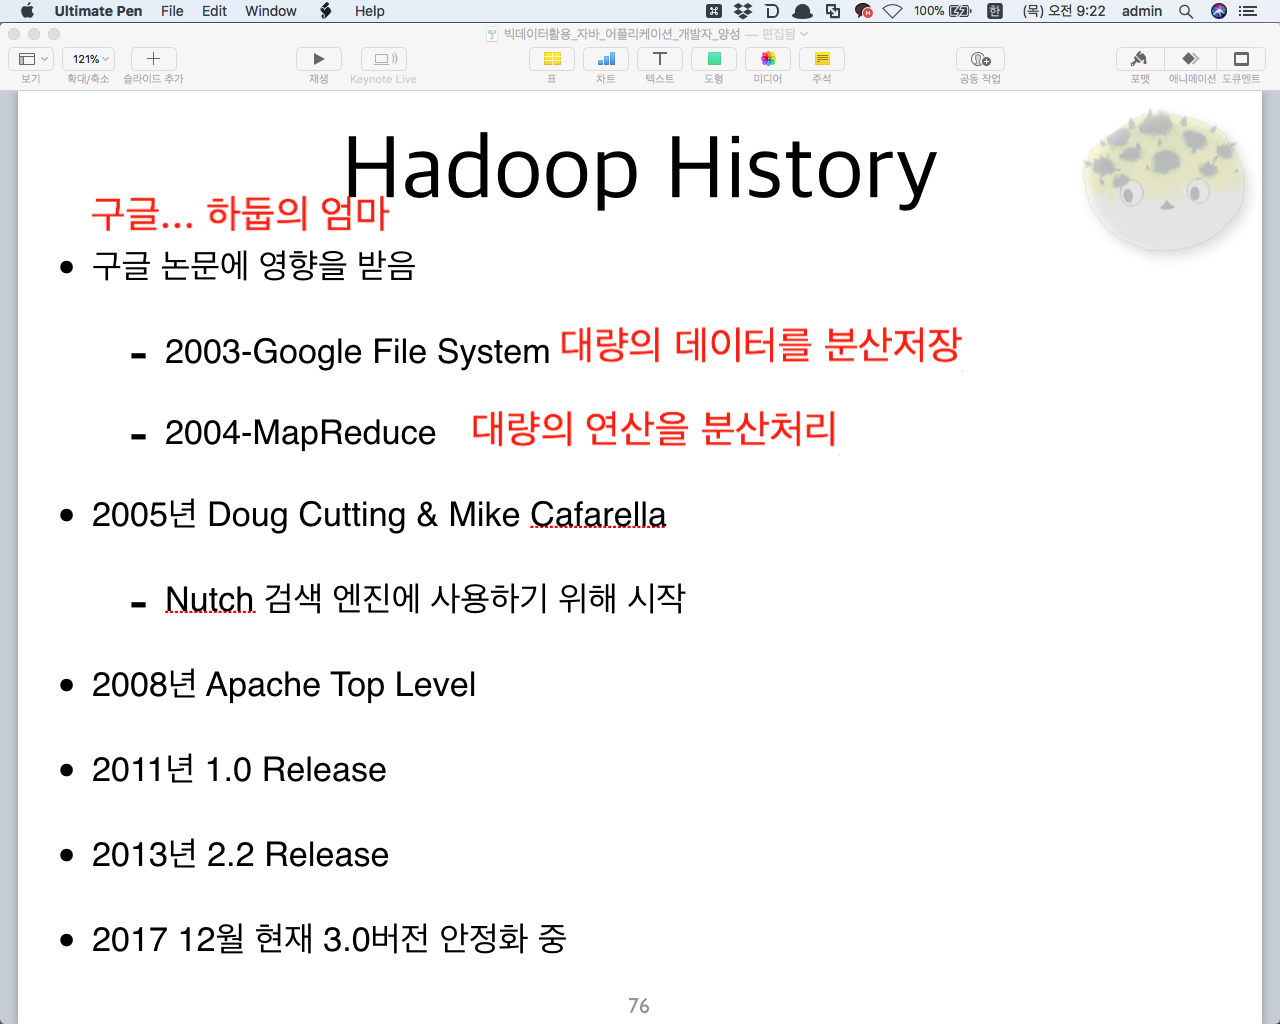 Ultimate Pen File Edit Window Help 100% 한 (목) 오전 9:22 admin
빅데이터활용_자바_어플리케이션_개발자_양성 — 편집됨
121%
보기 확대/축소 슬라이드 추가 재생 Keynote Live 표 차트 텍스트 도형 미디어 주석 공동 작업 포맷 애니메이션 도큐멘트
Hadoop History
구글... 하둡의 엄마
• 구글 논문에 영향을 받음
- 2003-Google File System 대량의 데이터를 분산저장
- 2004-MapReduce 대량의 연산을 분산처리
• 2005년 Doug Cutting & Mike Cafarella
- Nutch 검색 엔진에 사용하기 위해 시작
• 2008년 Apache Top Level
• 2011년 1.0 Release
• 2013년 2.2 Release
• 2017 12월 현재 3.0버전 안정화 중
76